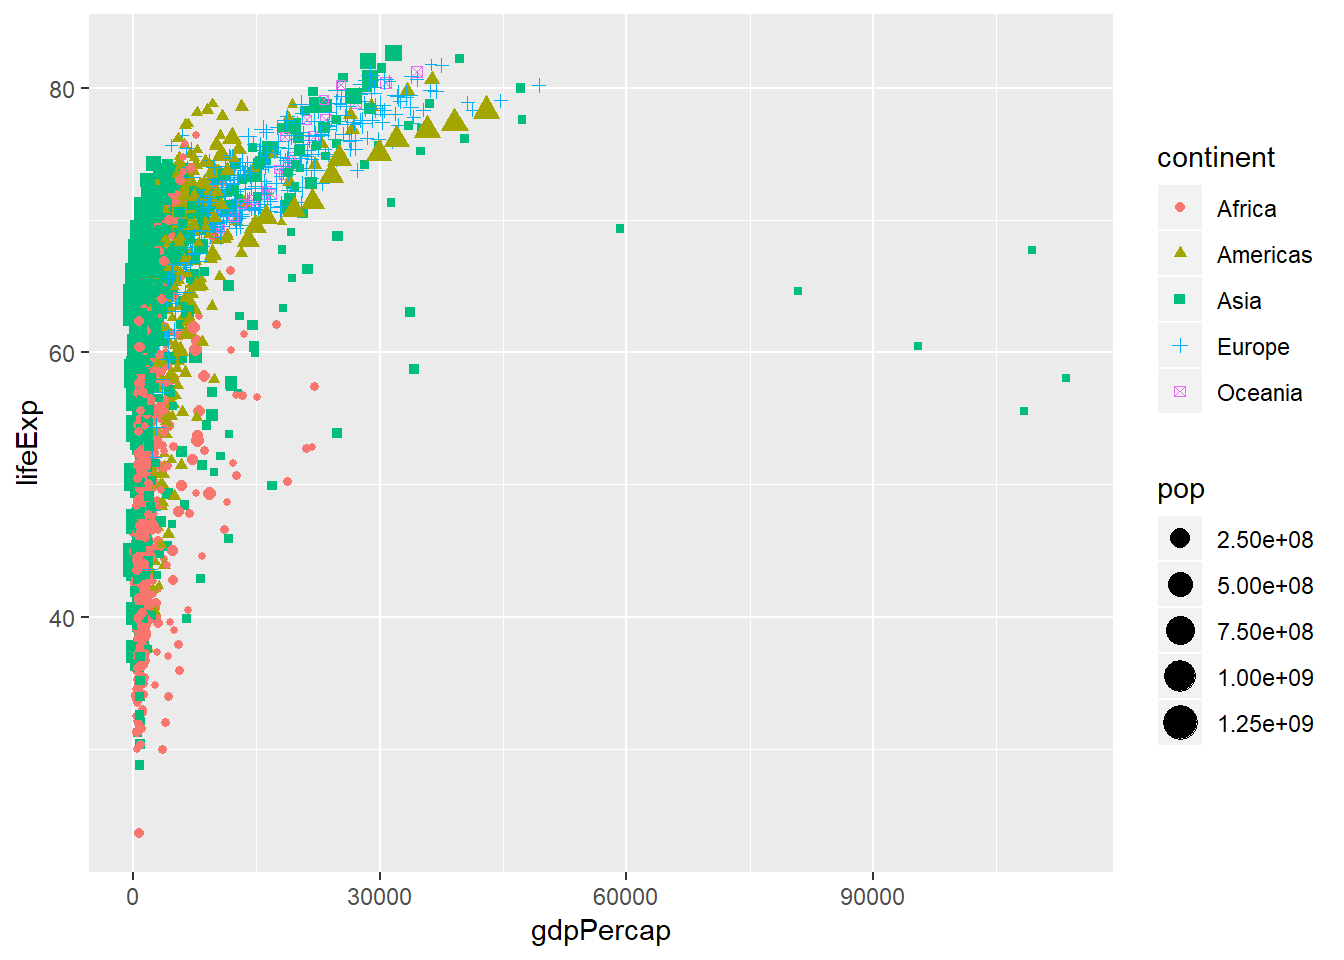 80
60
40
lifeExp
0
30000
60000
90000
gdpPercap
continent
Africa
Americas
Asia
Europe
Oceania
pop
2.50e+08
5.00e+08
7.50e+08
1.00e+09
1.25e+09